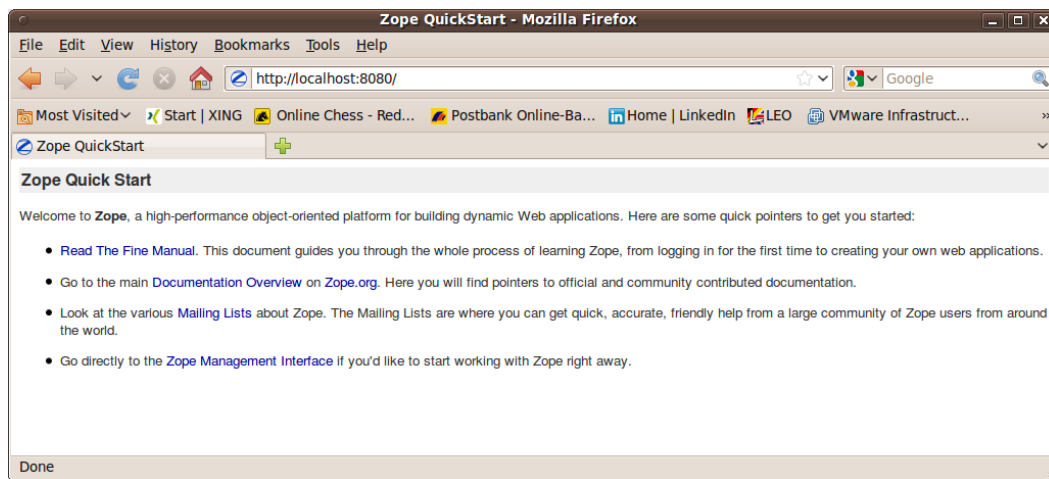 Zope QuickStart - Mozilla Firefox
File Edit View History Bookmarks Tools Help
http://localhost:8080/ Google
Most Visited Start | XING Online Chess - Red... Postbank Online-Ba... Home | LinkedIn LEO VMware Infrastruct... »
Zope QuickStart
Zope Quick Start
Welcome to Zope, a high-performance object-oriented platform for building dynamic Web applications. Here are some quick pointers to get you started:
• Read The Fine Manual. This document guides you through the whole process of learning Zope, from logging in for the first time to creating your own web applications.
• Go to the main Documentation Overview on Zope.org. Here you will find pointers to official and community contributed documentation.
• Look at the various Mailing Lists about Zope. The Mailing Lists are where you can get quick, accurate, friendly help from a large community of Zope users from around
the world.
• Go directly to the Zope Management Interface if you'd like to start working with Zope right away.
Done